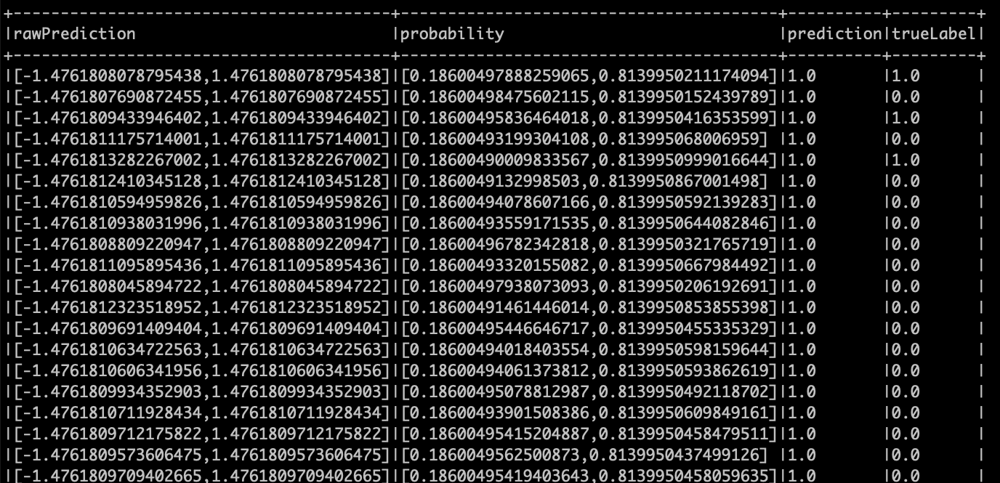 +----------------------------------------+----------------------------------------+----------+---------+
|rawPrediction                           |probability                             |prediction|trueLabel|
+----------------------------------------+----------------------------------------+----------+---------+
|[-1.4761808078795438,1.4761808078795438]|[0.18600497888259065,0.8139950211174094]|1.0       |1.0      |
|[-1.4761807690872455,1.4761807690872455]|[0.18600498475602115,0.8139950152439789]|1.0       |0.0      |
|[-1.4761809433946402,1.4761809433946402]|[0.18600495836464018,0.8139950416353599]|1.0       |1.0      |
|[-1.4761811175714001,1.4761811175714001]|[0.18600493199304108,0.813995068006959] |1.0       |0.0      |
|[-1.4761813282267002,1.4761813282267002]|[0.18600490009833567,0.8139950999016644]|1.0       |1.0      |
|[-1.4761812410345128,1.4761812410345128]|[0.1860049132998503,0.8139950867001498] |1.0       |0.0      |
|[-1.4761810594959826,1.4761810594959826]|[0.18600494078607166,0.8139950592139283]|1.0       |0.0      |
|[-1.4761810938031996,1.4761810938031996]|[0.18600493559171535,0.8139950644082846]|1.0       |0.0      |
|[-1.4761808809220947,1.4761808809220947]|[0.18600496782342818,0.8139950321765719]|1.0       |0.0      |
|[-1.4761811095895436,1.4761811095895436]|[0.18600493320155082,0.8139950667984492]|1.0       |0.0      |
|[-1.4761808045894722,1.4761808045894722]|[0.18600497938073093,0.8139950206192691]|1.0       |0.0      |
|[-1.4761812323518952,1.4761812323518952]|[0.18600491461446014,0.8139950853855398]|1.0       |0.0      |
|[-1.4761809691409404,1.4761809691409404]|[0.18600495446646717,0.8139950455335329]|1.0       |0.0      |
|[-1.4761810634722563,1.4761810634722563]|[0.18600494018403554,0.8139950598159644]|1.0       |0.0      |
|[-1.4761810606341956,1.4761810606341956]|[0.18600494061373812,0.8139950593862619]|1.0       |0.0      |
|[-1.4761809934352903,1.4761809934352903]|[0.18600495078812987,0.8139950492118702]|1.0       |0.0      |
|[-1.4761810711928434,1.4761810711928434]|[0.18600493901508386,0.8139950609849161]|1.0       |0.0      |
|[-1.4761809712175822,1.4761809712175822]|[0.18600495415204887,0.8139950458479511]|1.0       |0.0      |
|[-1.4761809573606475,1.4761809573606475]|[0.1860049562500873,0.8139950437499126] |1.0       |0.0      |
|[-1.4761809709402665,1.4761809709402665]|[0.18600495419403643,0.8139950458059635]|1.0       |0.0      |